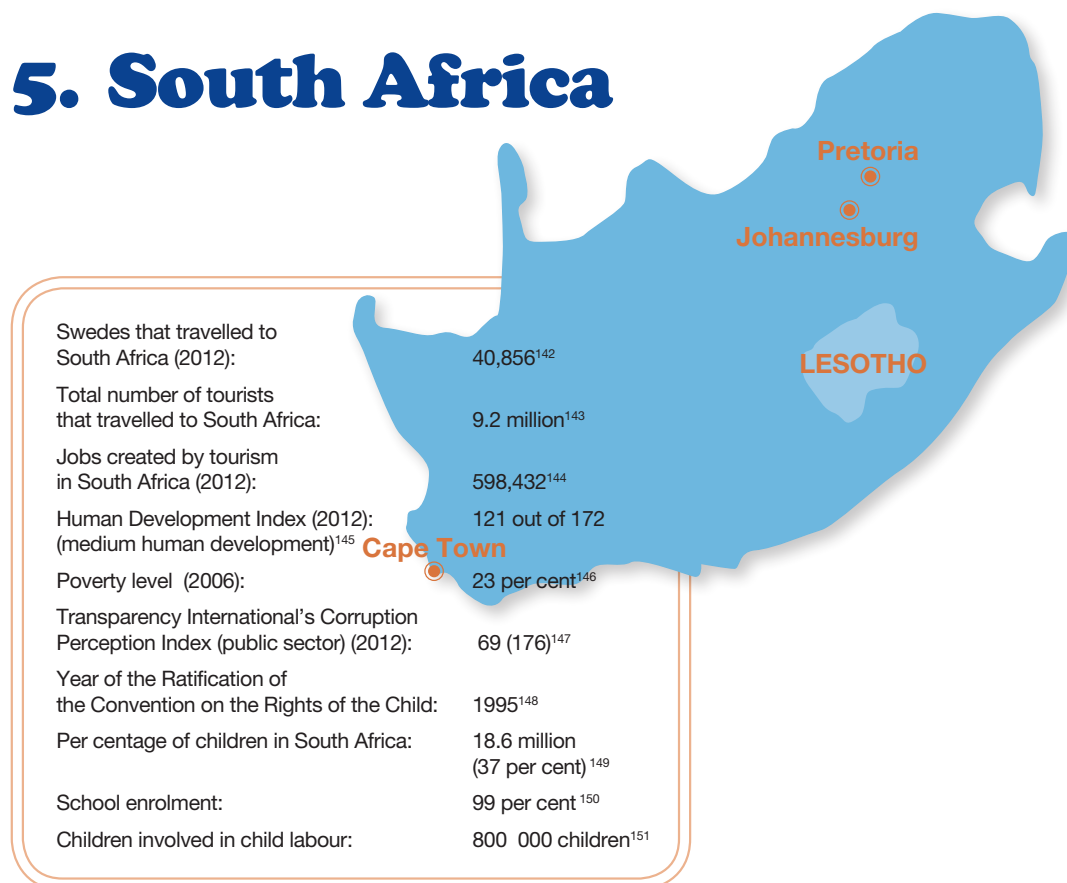 5. South Africa
Pretoria
Johannesburg
LESOTHO
Cape Town
Swedes that travelled to
South Africa (2012): 40,856¹⁴²
Total number of tourists
that travelled to South Africa: 9.2 million¹⁴³
Jobs created by tourism
in South Africa (2012): 598,432¹⁴⁴
Human Development Index (2012): 121 out of 172
(medium human development)¹⁴⁵
Poverty level (2006): 23 per cent¹⁴⁶
Transparency International’s Corruption
Perception Index (public sector) (2012): 69 (176)¹⁴⁷
Year of the Ratification of
the Convention on the Rights of the Child: 1995¹⁴⁸
Per centage of children in South Africa: 18.6 million
(37 per cent) ¹⁴⁹
School enrolment: 99 per cent ¹⁵⁰
Children involved in child labour: 800 000 children¹⁵¹